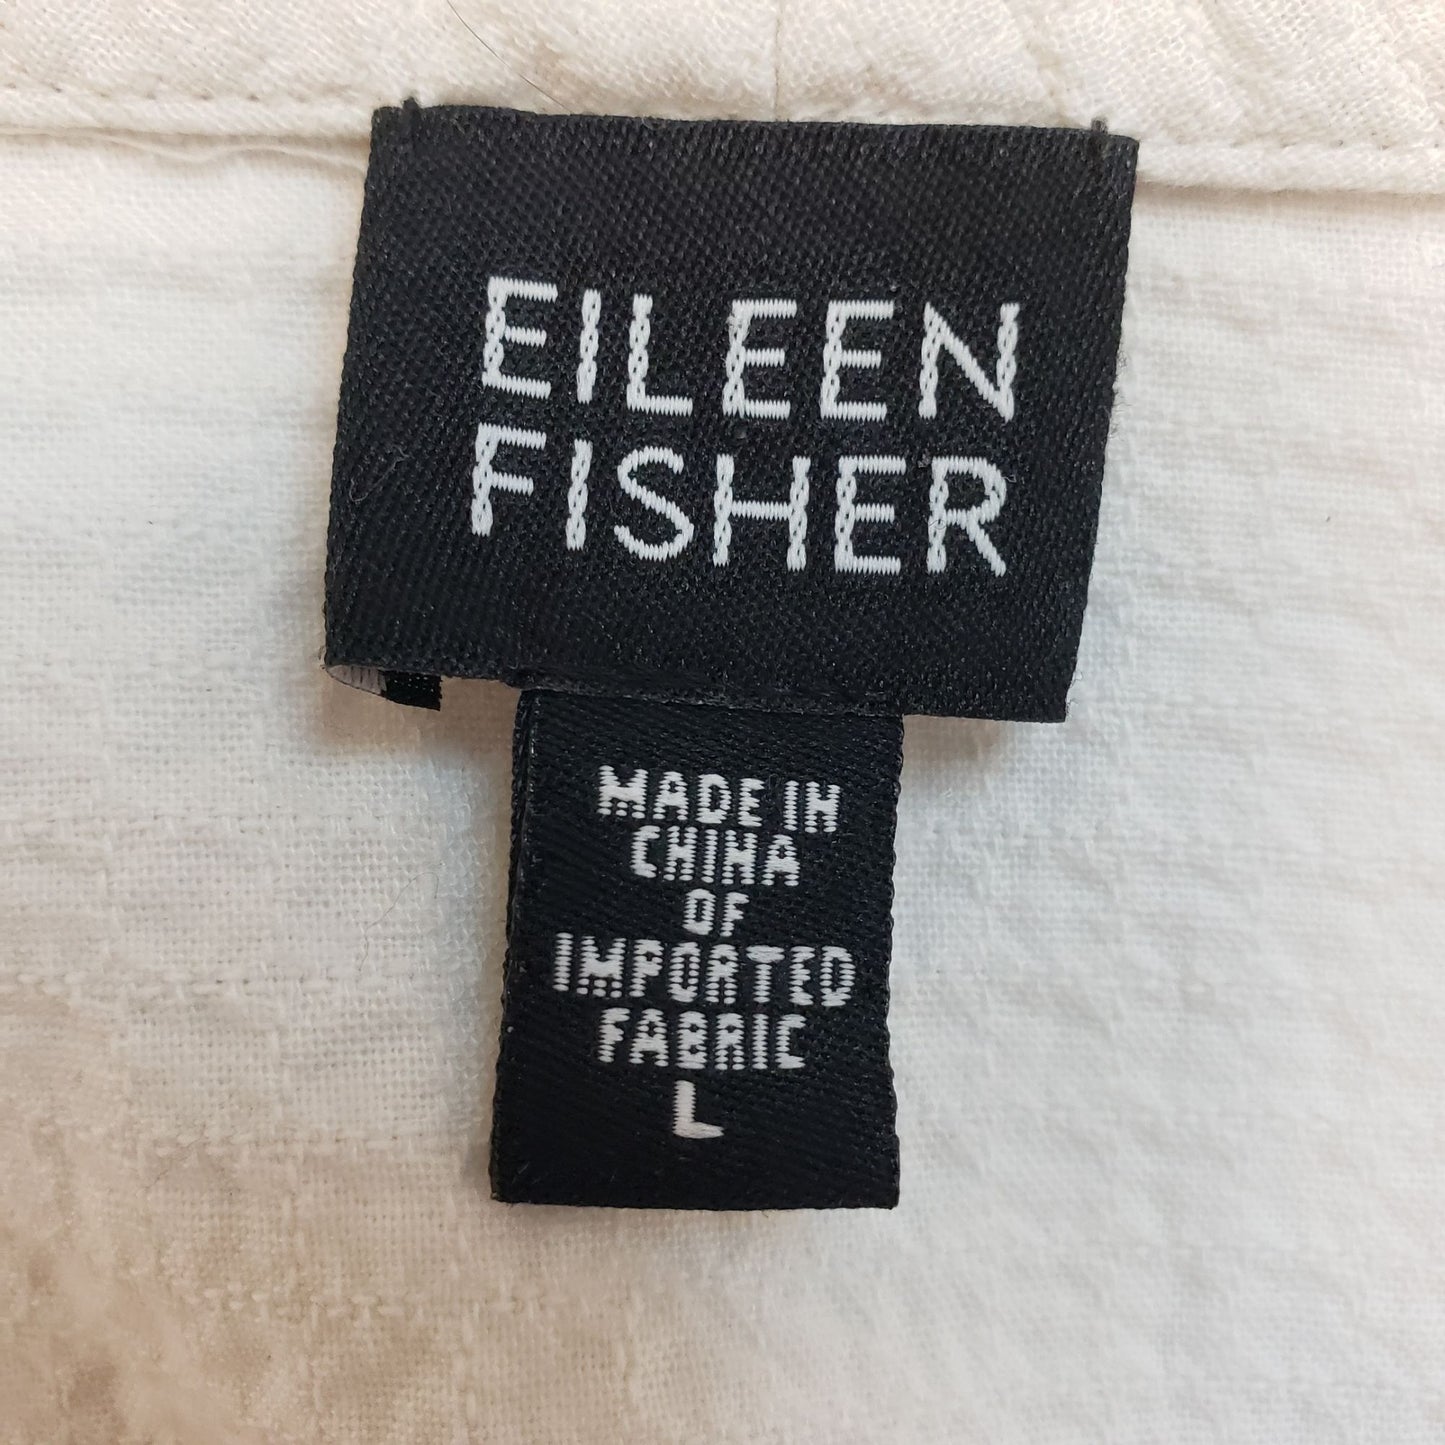 EILEEN
FISHER
MADE IN
CHINA
OF
IMPORTED
FABRIC
L